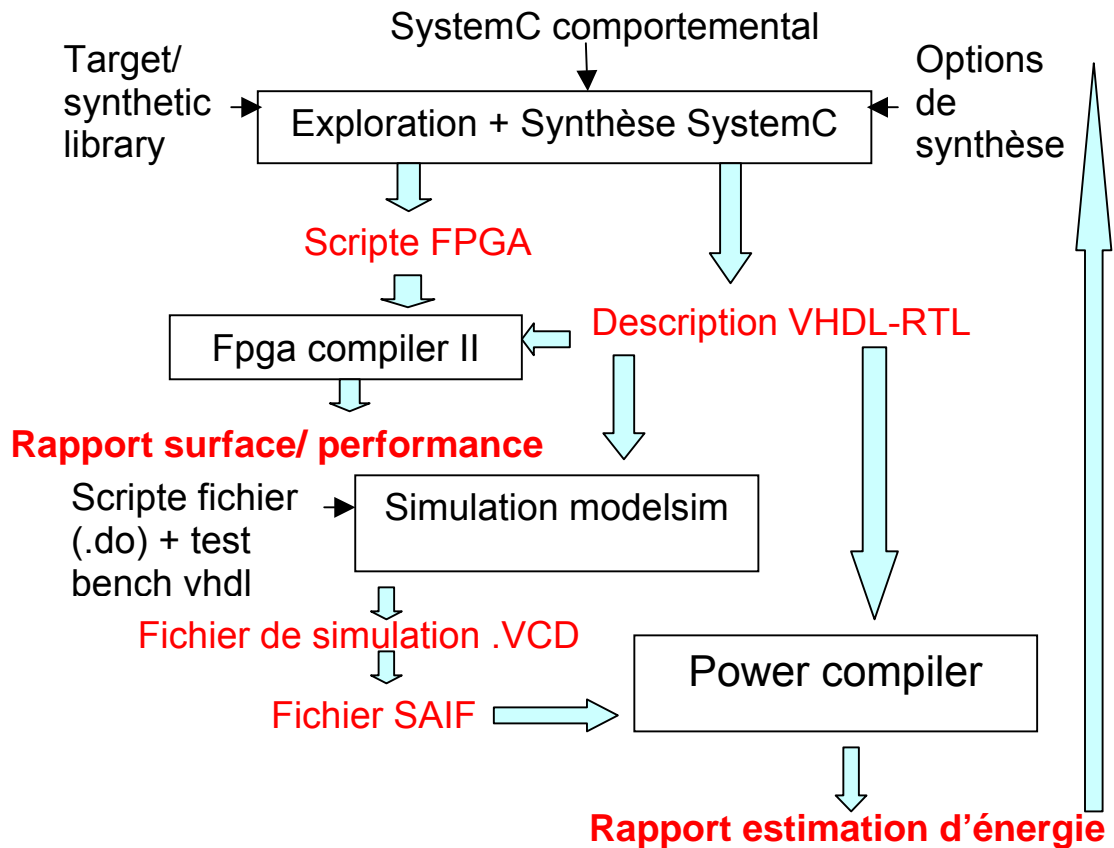 SystemC comportemental
Target/
synthetic
library
Options
de
synthèse
Exploration + Synthèse SystemC
Scripte FPGA
Description VHDL-RTL
Fpga compiler II
Rapport surface/ performance
Scripte fichier
(.do) + test
bench vhdl
Simulation modelsim
Fichier de simulation .VCD
Power compiler
Fichier SAIF
Rapport estimation d’énergie